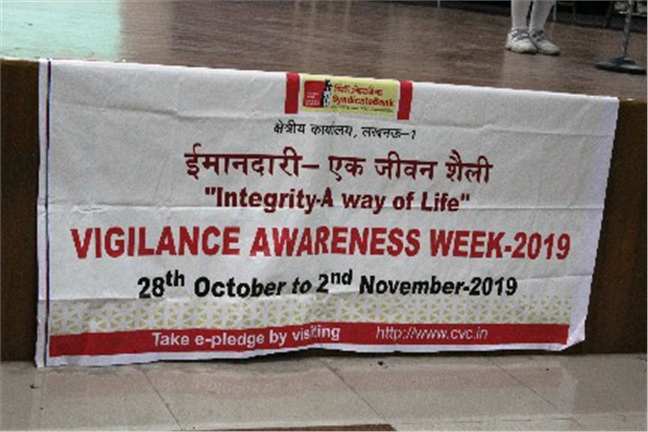 सिंडिकेटबैंक
SyndicateBank
क्षेत्रीय कार्यालय, लखनऊ-1
ईमानदारी– एक जीवन शैली
"Integrity-A way of Life"
VIGILANCE AWARENESS WEEK-2019
28th October to 2nd November-2019
Take e-pledge by visiting http://www.cvc.in